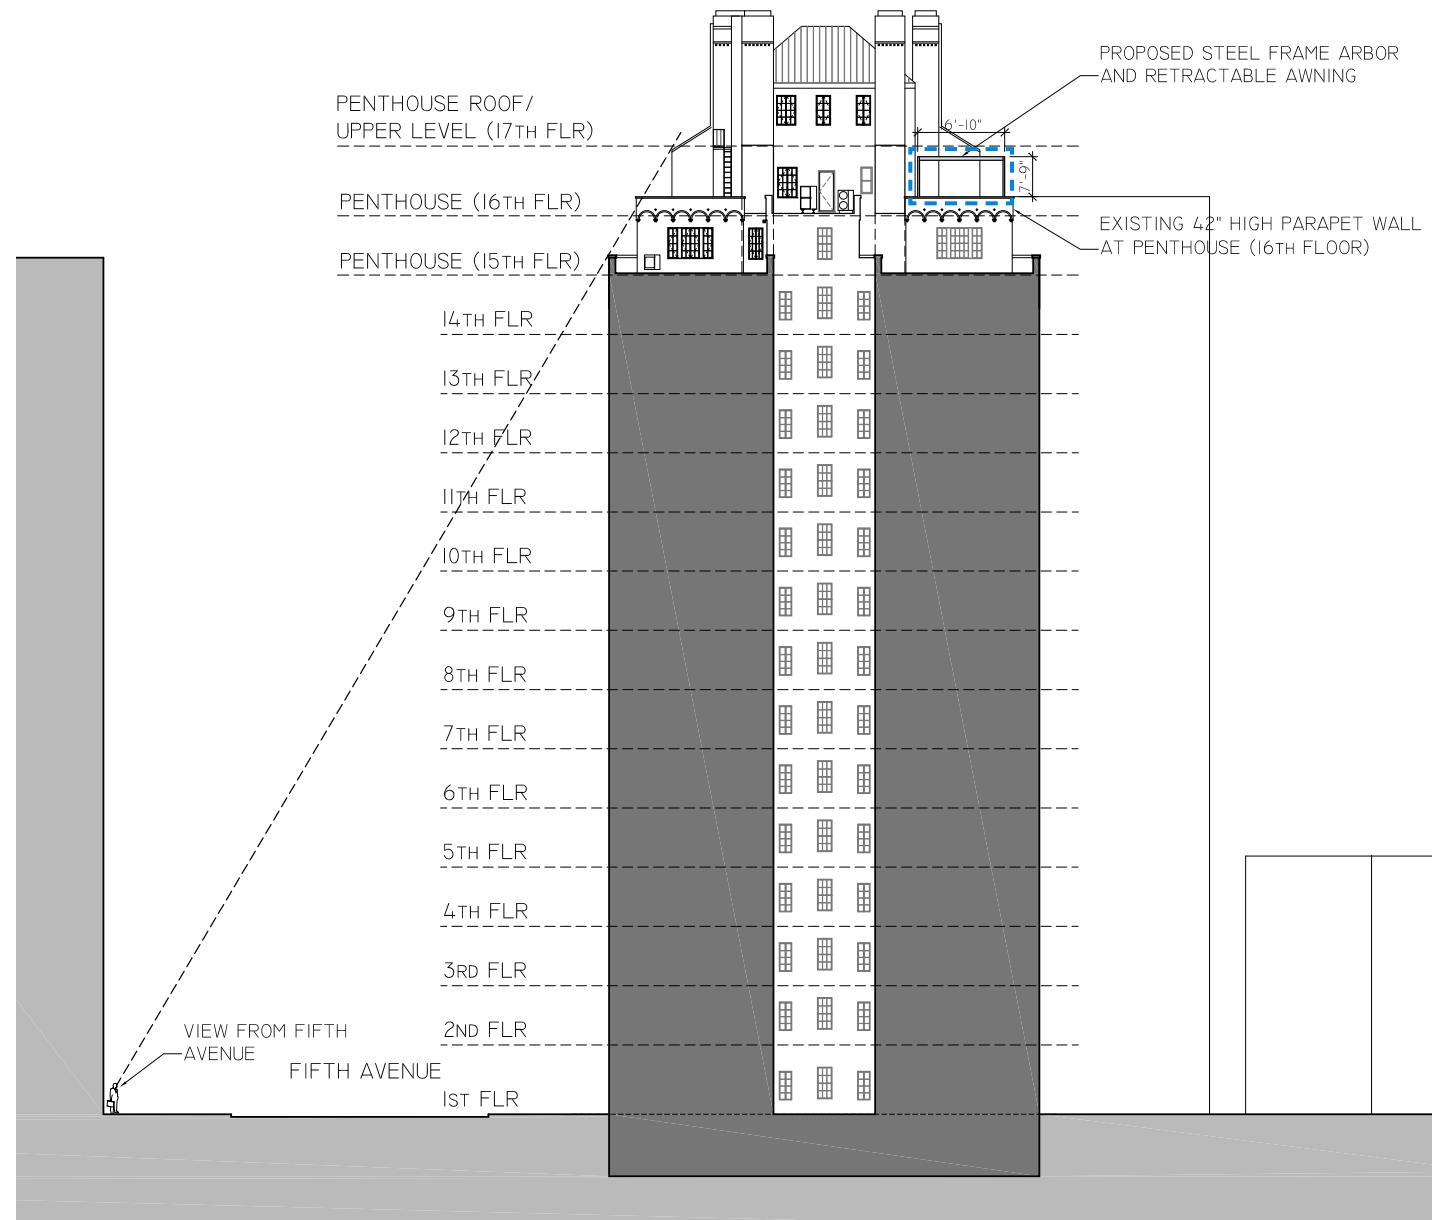 PROPOSED STEEL FRAME ARBOR
AND RETRACTABLE AWNING
PENTHOUSE ROOF/
UPPER LEVEL (17TH FLR)
16'-10"
7'-9"
PENTHOUSE (16TH FLR)
EXISTING 42" HIGH PARAPET WALL
AT PENTHOUSE (16TH FLOOR)
PENTHOUSE (15TH FLR)
14TH FLR
13TH FLR
12TH FLR
11TH FLR
10TH FLR
9TH FLR
8TH FLR
7TH FLR
6TH FLR
5TH FLR
4TH FLR
3RD FLR
2ND FLR
VIEW FROM FIFTH
AVENUE
FIFTH AVENUE
1ST FLR